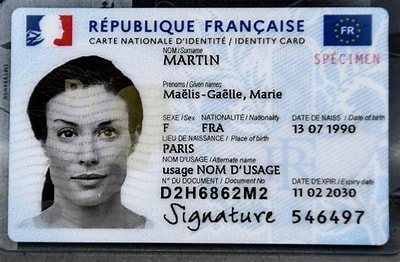 RÉPUBLIQUE FRANÇAISE
FR
CARTE NATIONALE D'IDENTITÉ / IDENTITY CARD
NOM/Surname
MARTIN
SPÉCIMEN
Prénoms / Given names
Maëlis-Gaëlle, Marie
SEXE / Sex NATIONALITÉ / Nationality DATE DE NAISS. / Date of birth
F FRA 13 07 1990
LIEU DE NAISSANCE / Place of birth
PARIS
NOM D'USAGE / Alternate name
usage NOM D'USAGE
N° DU DOCUMENT / Document No DATE D'EXPIR. / Expiry date
D2H6862M2 11 02 2030
Signature 546497